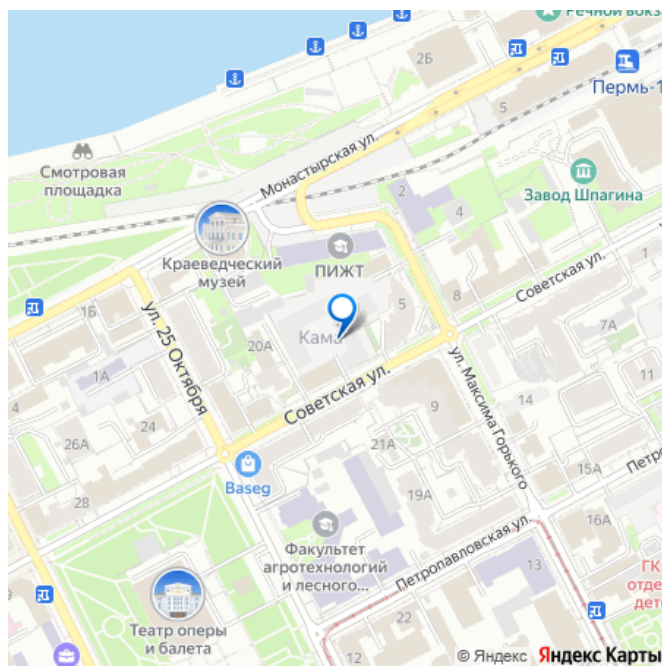 Речной вокз
2Б
Пермь-1
5
Смотровая
площадка
Монастырская ул.
2
4
Завод Шпагина
Краеведческий
музей
ПИЖТ
Советская ул.
1Б
ул. 25 Октября
20А
Кама
5
8
1
7А
1А
4
26А
24
Советская ул.
9
ул. Максима Горького
14
11
21А
28
Baseg
19А
15А
Петро
16А
Факультет
агротехнологий
и лесного...
Петропавловская ул.
13
ГК
отде
дет
9
Театр оперы
и балета
22
12
© Яндекс Яндекс Карты